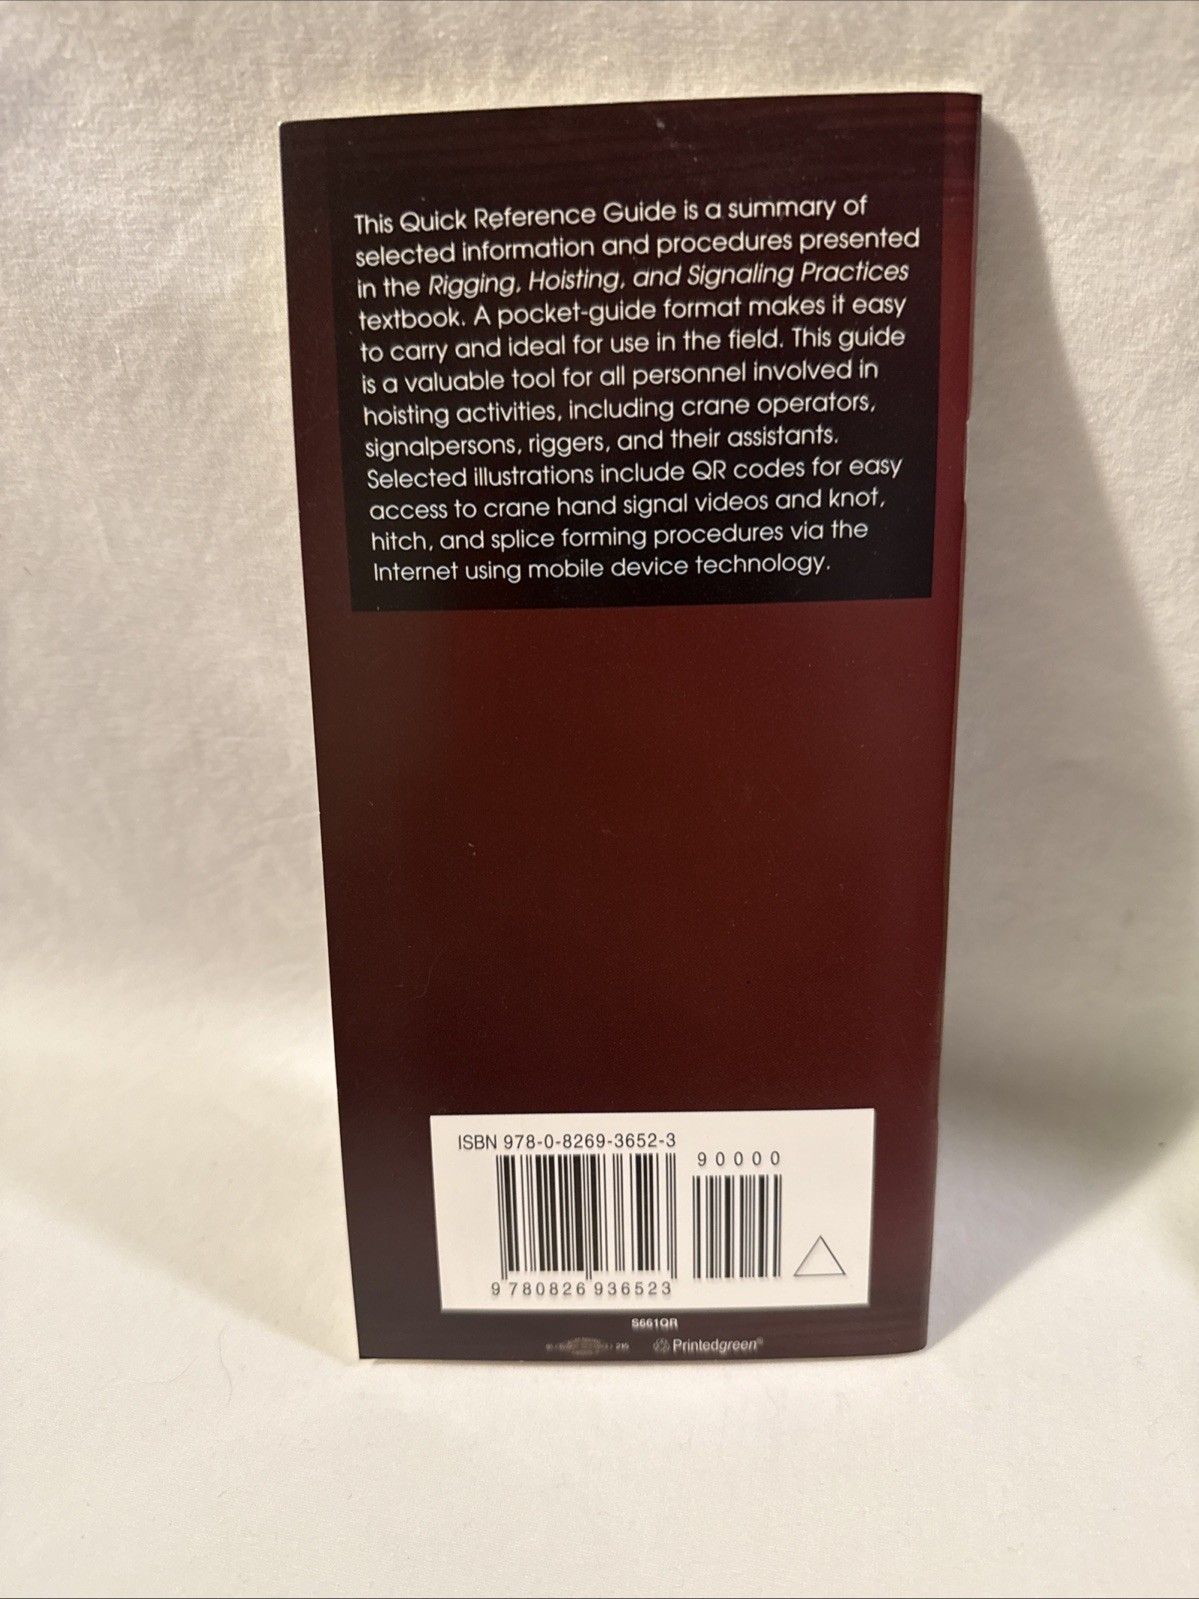 This Quick Reference Guide is a summary of
selected information and procedures presented
in the Rigging, Hoisting, and Signaling Practices
textbook. A pocket-guide format makes it easy
to carry and ideal for use in the field. This guide
is a valuable tool for all personnel involved in
hoisting activities, including crane operators,
signalpersons, riggers, and their assistants.
Selected illustrations include QR codes for easy
access to crane hand signal videos and knot,
hitch, and splice forming procedures via the
Internet using mobile device technology.
ISBN 978-0-8269-3652-3
90000
9 780826 936523
S661QR
Printedgreen®